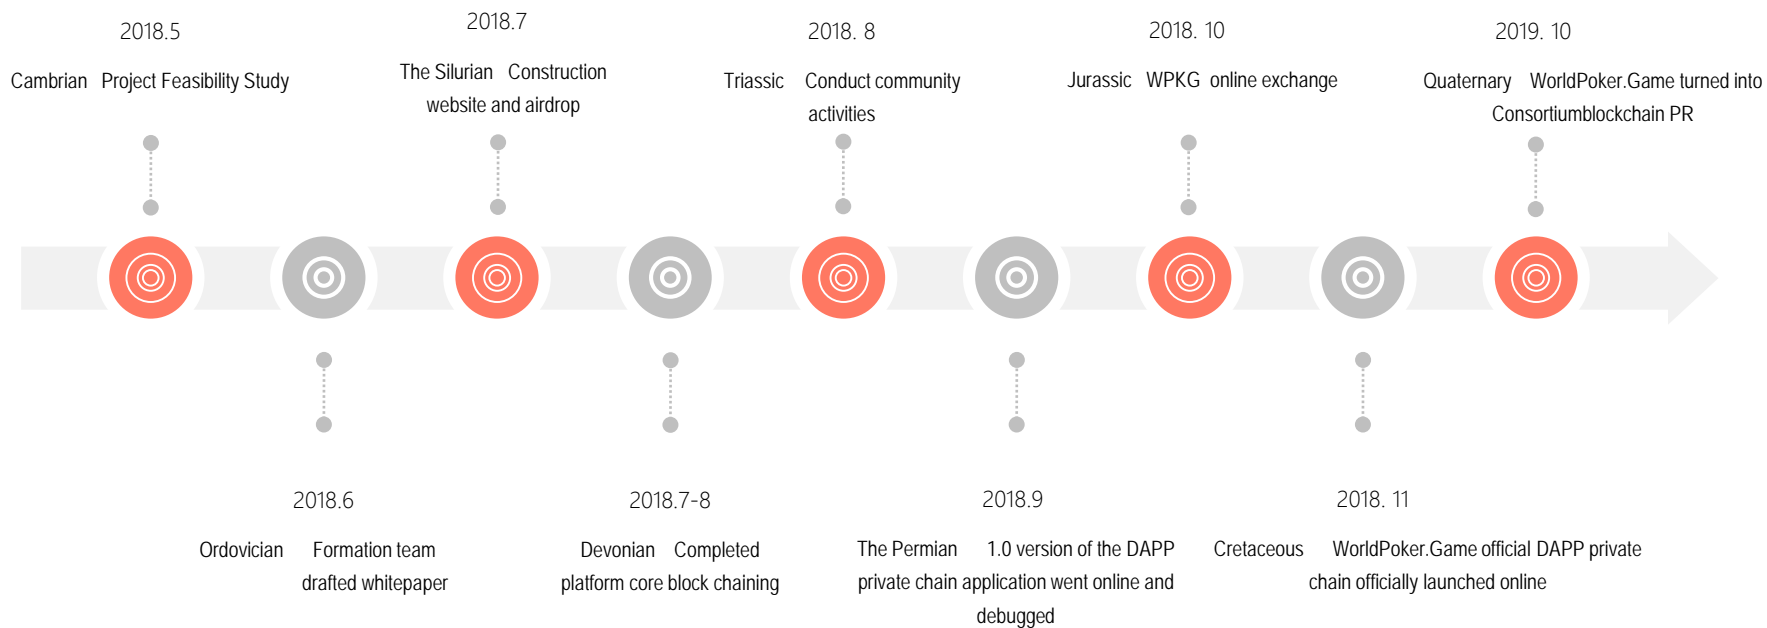 2018.5
Cambrian Project Feasibility Study
2018.7
The Silurian Construction
website and airdrop
2018. 8
Triassic Conduct community
activities
2018. 10
Jurassic WPKG online exchange
2019. 10
Quaternary WorldPoker.Game turned into
Consortiumblockchain PR
2018.6
Ordovician Formation team
drafted whitepaper
2018.7-8
Devonian Completed
platform core block chaining
2018.9
The Permian 1.0 version of the DAPP
private chain application went online and
debugged
2018. 11
Cretaceous WorldPoker.Game official DAPP private
chain officially launched online